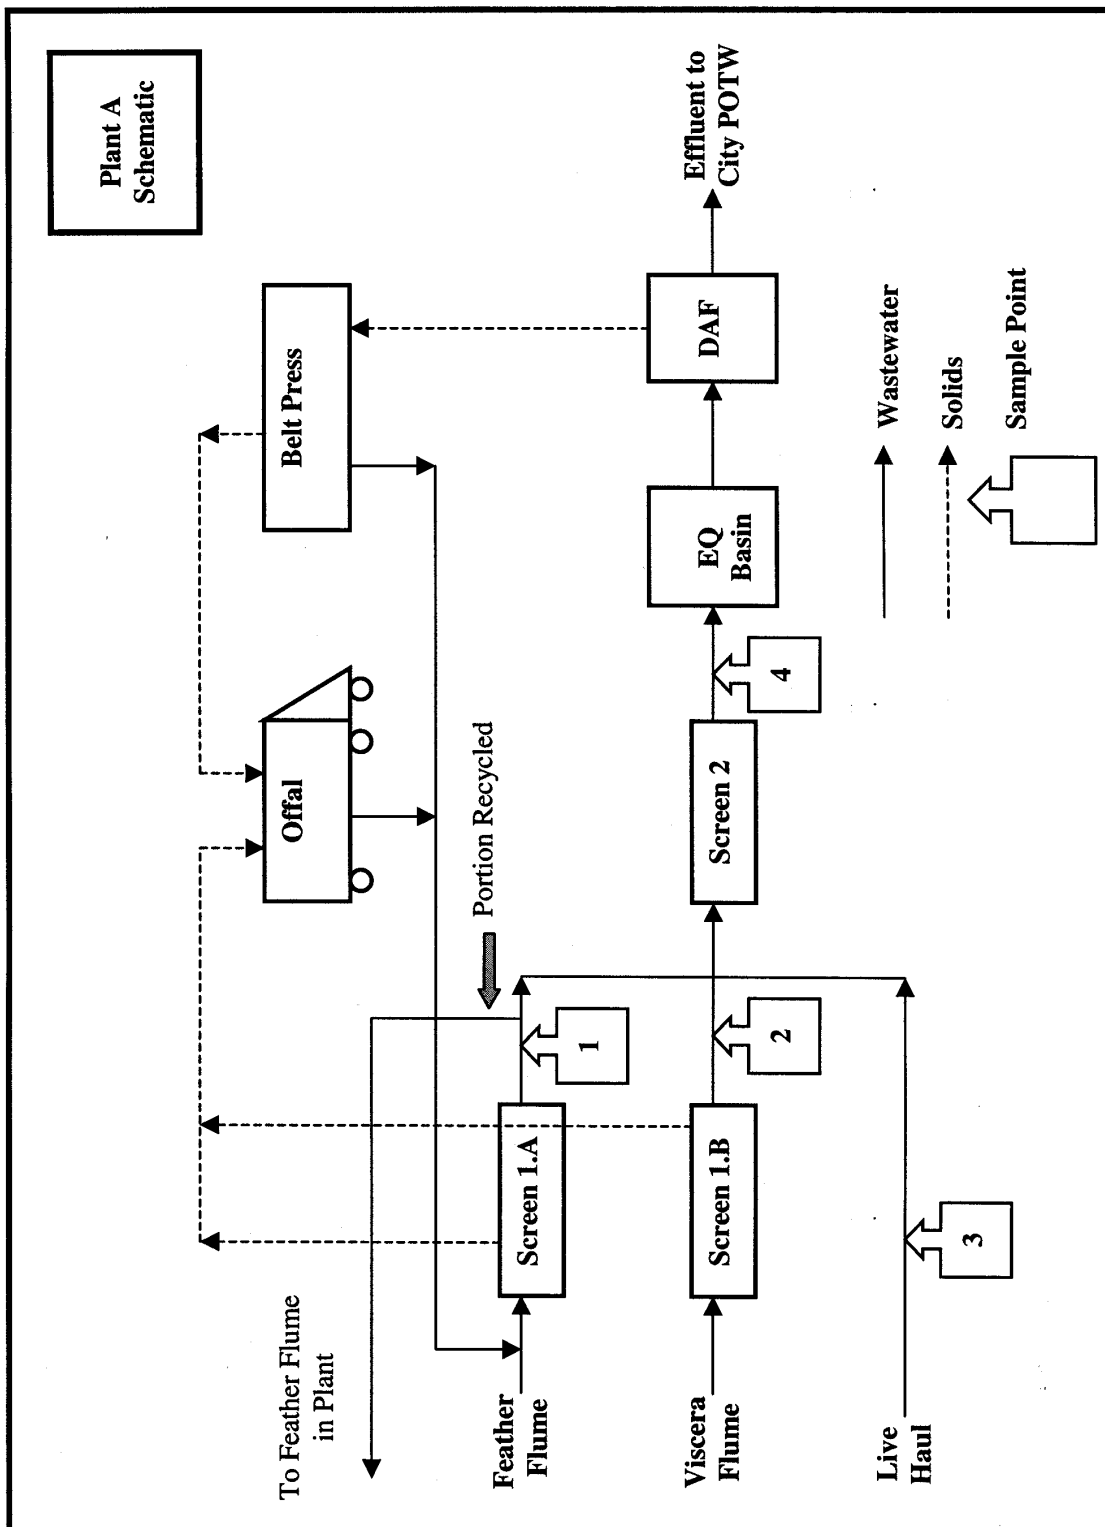 Plant A
Schematic
To Feather Flume
in Plant
Offal
Belt Press
Portion Recycled
Feather
Flume
Screen 1.A
1
Viscera
Flume
Screen 1.B
2
Screen 2
4
EQ
Basin
DAF
Effluent to
City POTW
Live
Haul
3
Wastewater
Solids
Sample Point